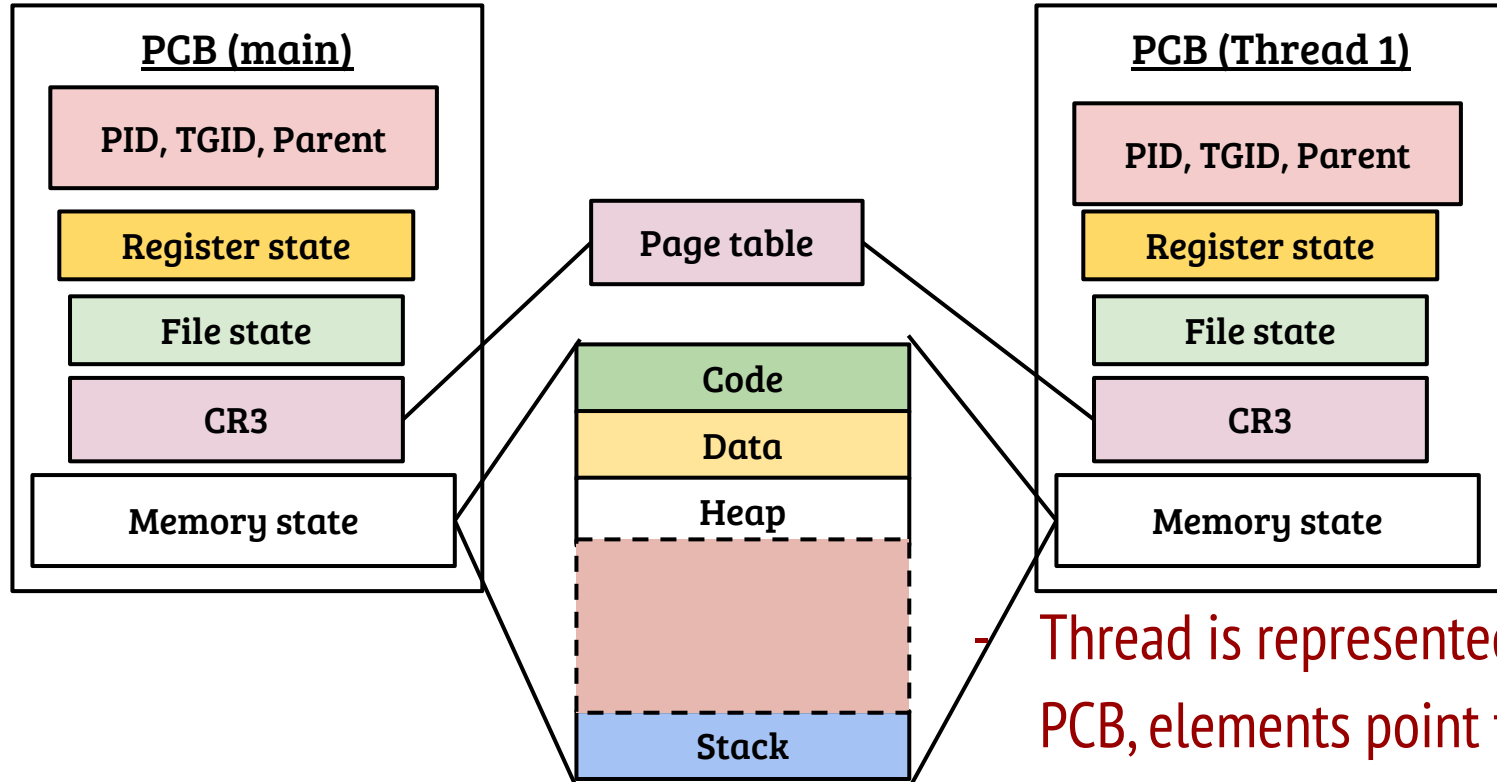 PCB (main)
PID, TGID, Parent
Register state
File state
CR3
Memory state
Page table
Code
Data
Heap
Stack
PCB (Thread 1)
PID, TGID, Parent
Register state
File state
CR3
Memory state
- Thread is represented
PCB, elements point